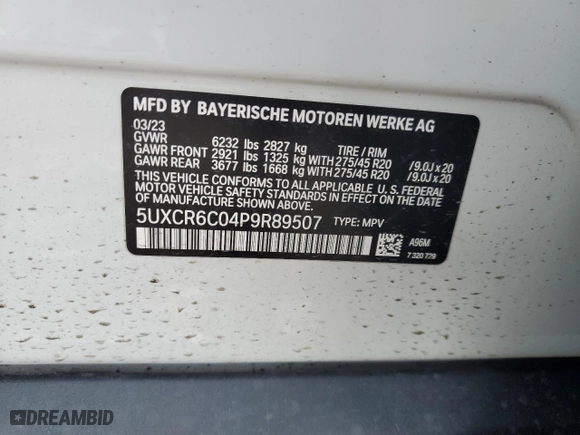 MFD BY BAYERISCHE MOTOREN WERKE AG
03/23
GVWR 6232 lbs 2827 kg TIRE / RIM
GAWR FRONT 2921 lbs 1325 kg WITH 275/45 R20 / 9.0J x 20
GAWR REAR 3677 lbs 1668 kg WITH 275/45 R20 / 9.0J x 20
THIS VEHICLE CONFORMS TO ALL APPLICABLE U. S. FEDERAL
MOTOR VEHICLE SAFETY STANDARDS IN EFFECT ON THE
DATE OF MANUFACTURE SHOWN ABOVE.
5UXCR6C04P9R89507 TYPE: MPV
A96M
7 320 779
DREAMBID